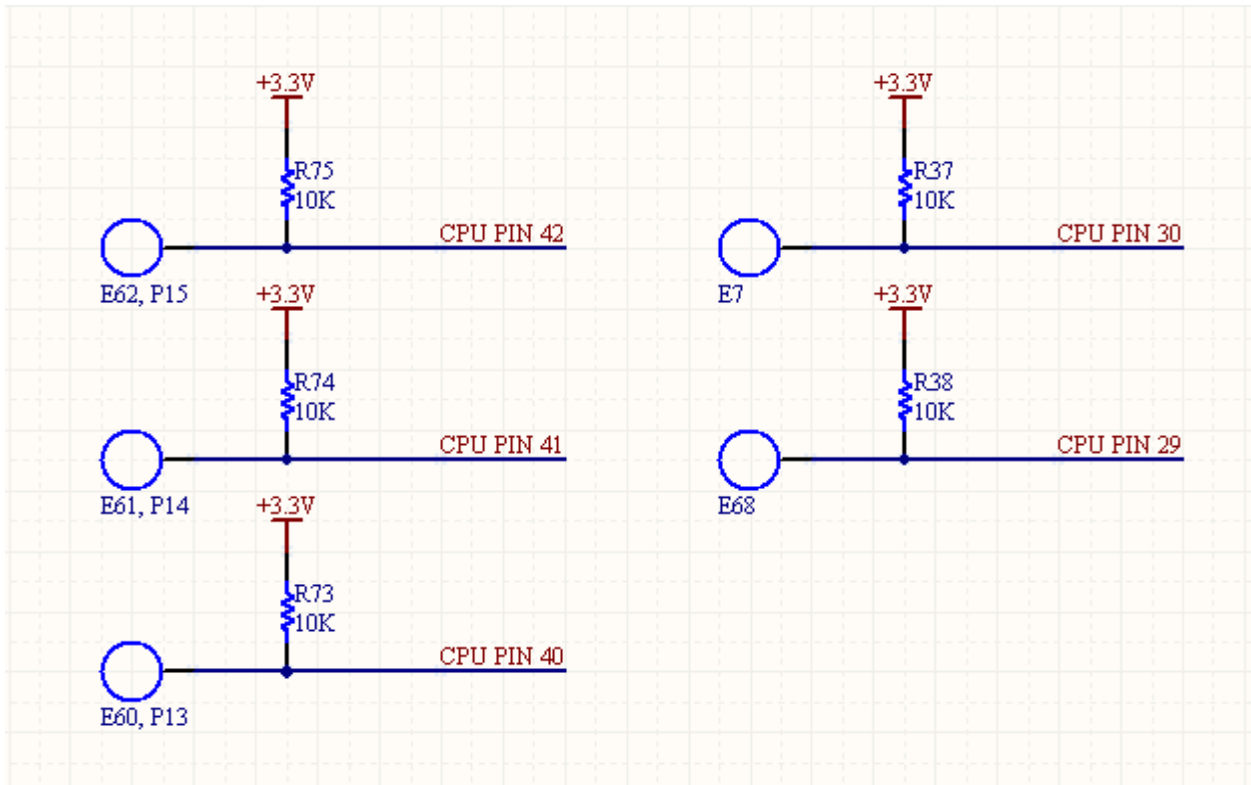 +3.3V
R75
10K
CPU PIN 42
E62, P15
+3.3V
R74
10K
CPU PIN 41
E61, P14
+3.3V
R73
10K
CPU PIN 40
E60, P13
+3.3V
R37
10K
CPU PIN 30
E7
+3.3V
R38
10K
CPU PIN 29
E68